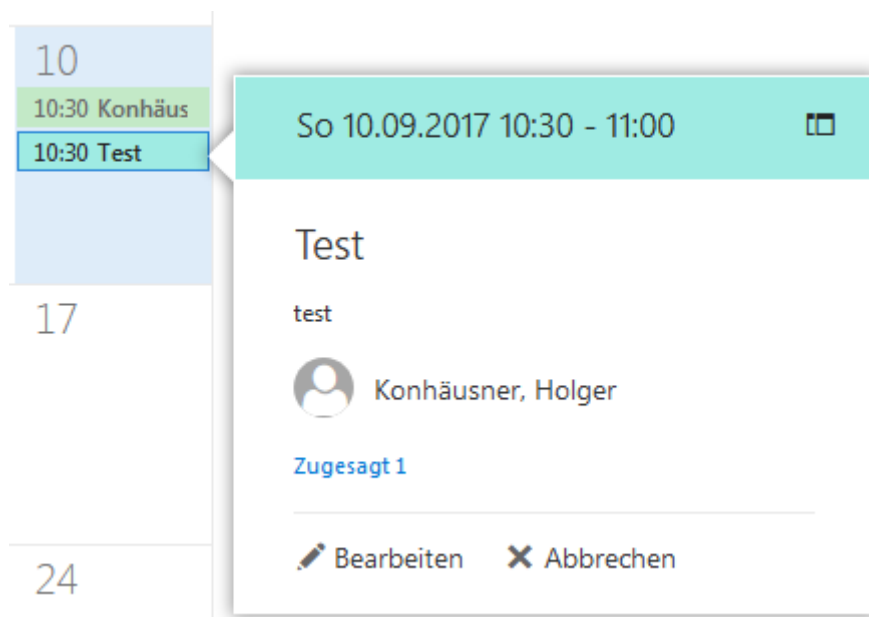 10
10:30 Konhäus
10:30 Test
17
24
So 10.09.2017 10:30 - 11:00
Test
test
Konhäusner, Holger
Zugesagt 1
Bearbeiten Abbrechen